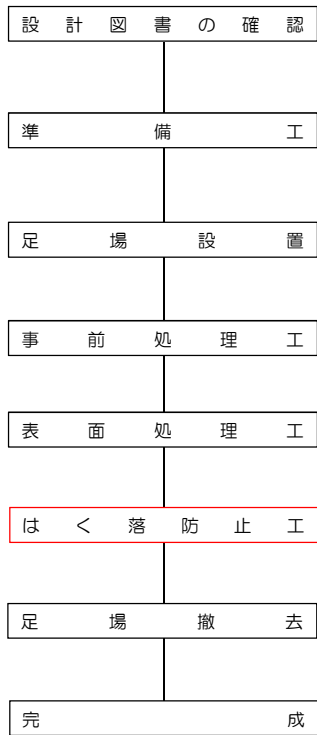 設計図書の確認
準備工
足場設置
事前処理工
表面処理工
はく落防止工
足場撤去
完成